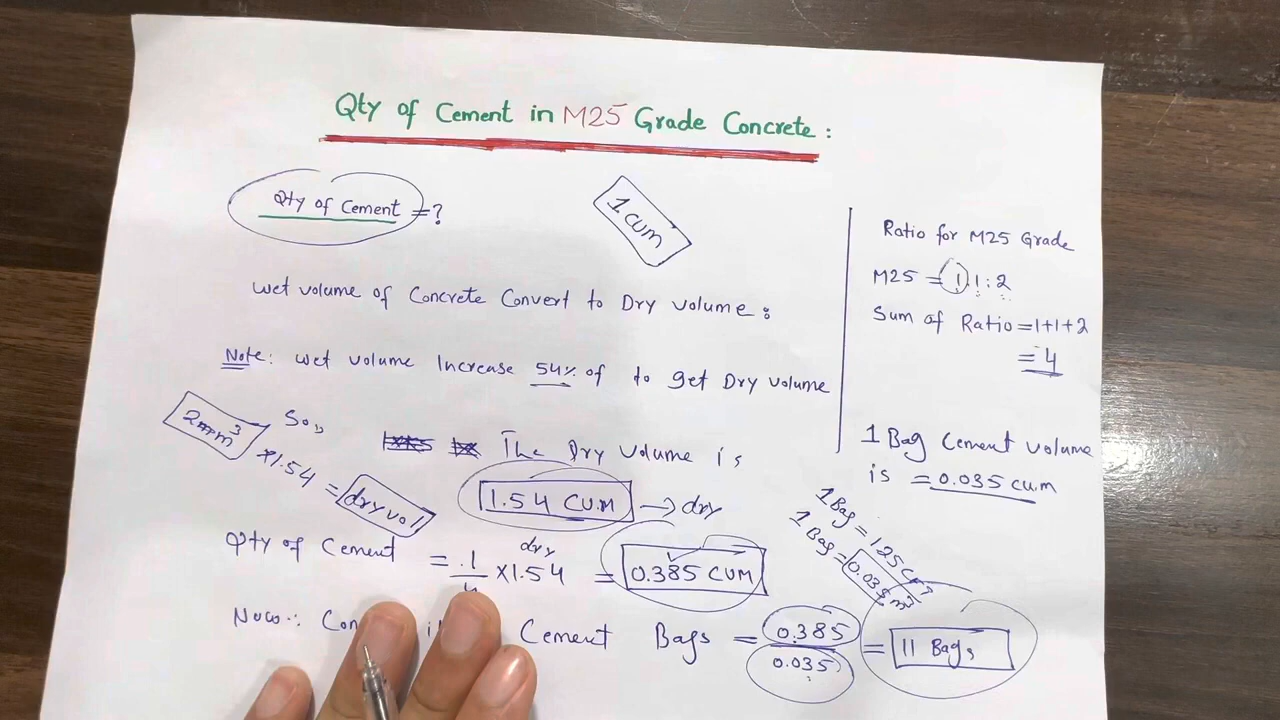 Qty of Cement in M25 Grade Concrete:
Qty of Cement = ?
1 CUM
Wet volume of Concrete Convert to Dry volume:
Note: Wet volume Increase 54% of to get Dry volume
So,
The Dry Volume is
1.54 CUM → dry
× 1.54 = dry vol
Qty of Cement = 1/4 × 1.54 dry = 0.385 CUM
Cement Bags = 0.385 / 0.035 = 11 Bags
Ratio for M25 Grade
M25 = 1:1:2
Sum of Ratio = 1+1+2
= 4
1 Bag Cement volume
is = 0.035 cum
1 Bag = 1.25 CFT
1 Bag = 0.035 m³